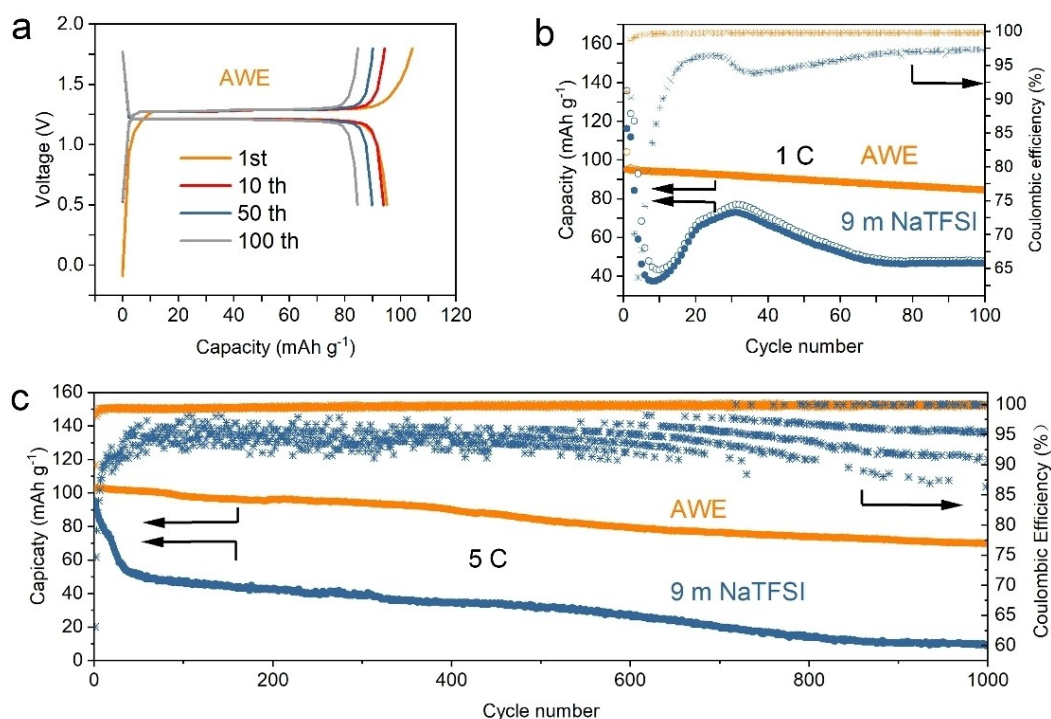 a
AWE
1st
10 th
50 th
100 th
Voltage (V)
1.8
1.2
0.5
0.0
0 20 40 60 80 100 120
Capacity (mAh g⁻¹)
b
1 C
AWE
9 m NaTFSI
Capacity (mAh g⁻¹)
160
140
120
100
80
60
40
Coulombic efficiency (%)
100
95
90
85
80
75
70
65
0 20 40 60 80 100
Cycle number
c
AWE
5 C
9 m NaTFSI
Capicaty (mAh g⁻¹)
160
140
120
100
80
60
40
20
0
Coulombic Efficiency (%)
100
95
90
85
80
75
70
65
60
0 200 400 600 800 1000
Cycle number